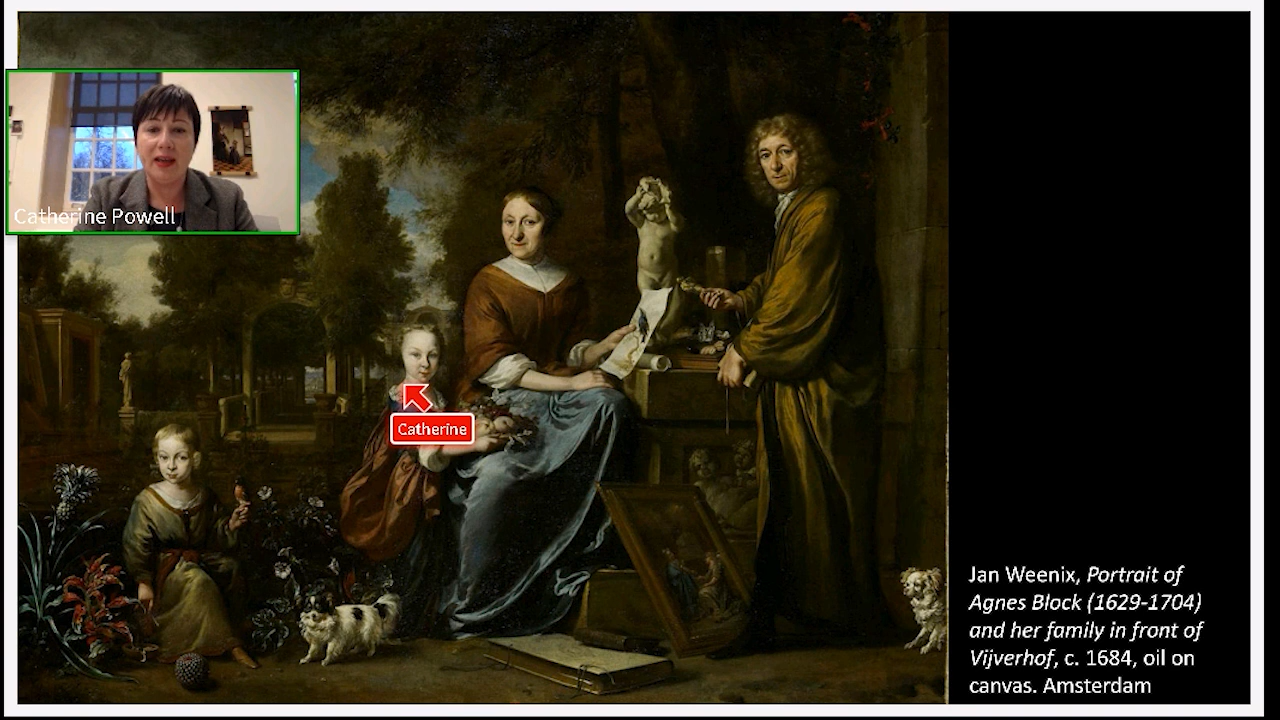 Catherine Powell
Catherine
Jan Weenix, Portrait of
Agnes Block (1629-1704)
and her family in front of
Vijverhof, c. 1684, oil on
canvas. Amsterdam